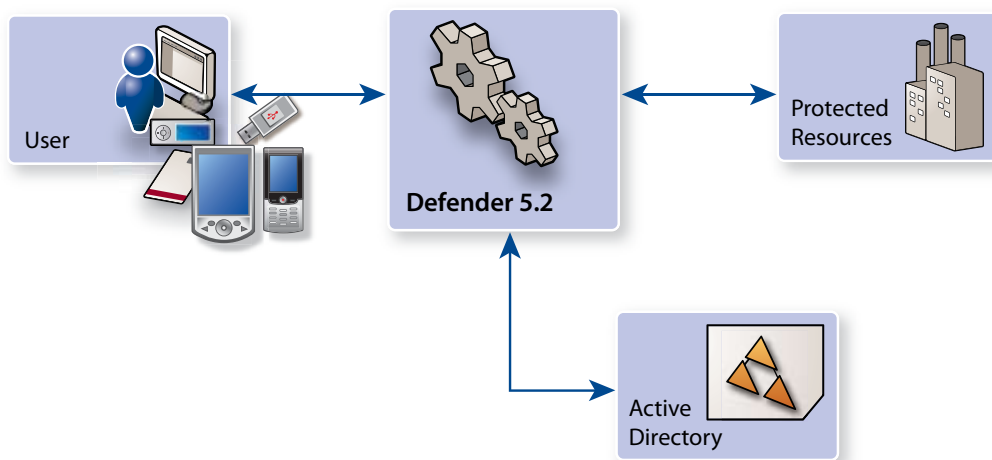 User
Defender 5.2
Protected
Resources
Active
Directory